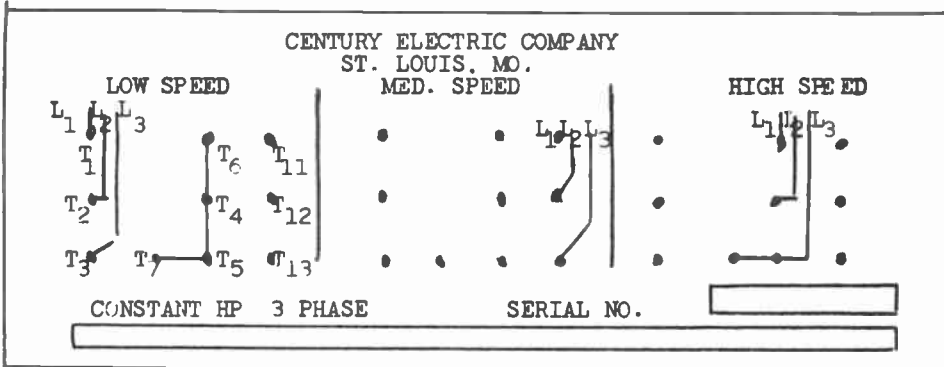 CENTURY ELECTRIC COMPANY
ST. LOUIS, MO.
LOW SPEED MED. SPEED HIGH SPEED
L1 L2 L3 L1 L2 L3 L1 L2 L3
T1 T6 T11
T2 T4 T12
T3 T7 T5 T13
CONSTANT HP 3 PHASE SERIAL NO.